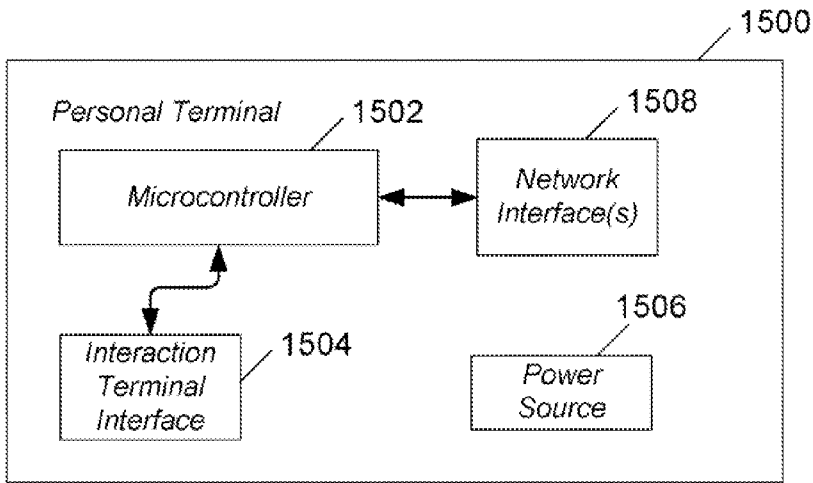 1500
Personal Terminal
1502
1508
Microcontroller
Network
Interface(s)
1504
1506
Interaction
Terminal
Interface
Power
Source